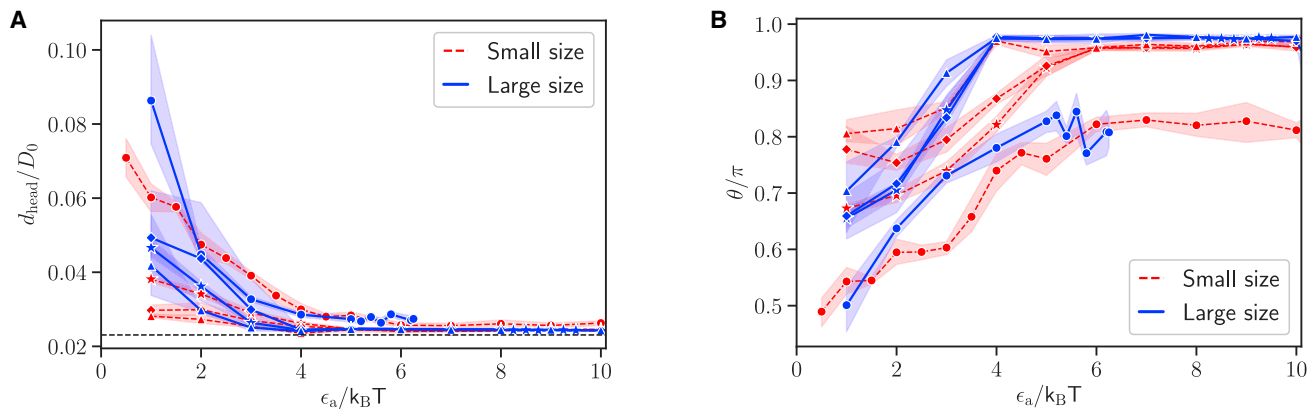 A
B
0.10
0.08
0.06
0.04
0.02
d_head/D_0
0 2 4 6 8 10
ϵ_a/k_BT
Small size
Large size
1.0
0.9
0.8
0.7
0.6
0.5
θ/π
0 2 4 6 8 10
ϵ_a/k_BT
Small size
Large size